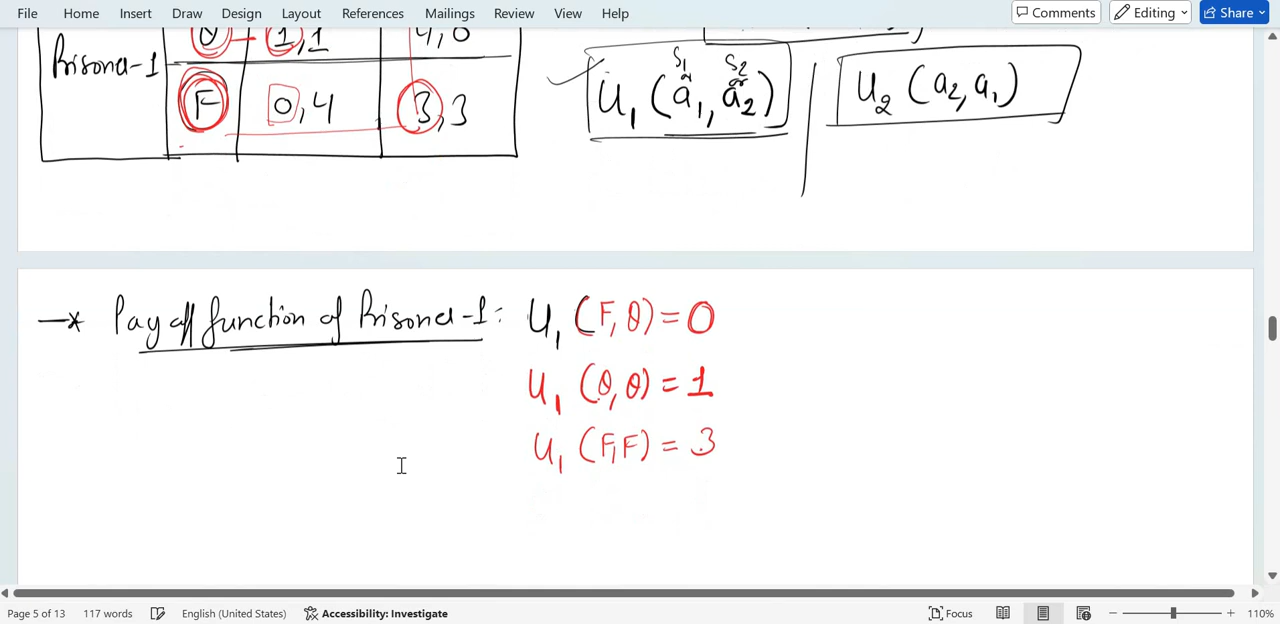 File Home Insert Draw Design Layout References Mailings Review View Help Comments Editing Share
Prisoner-1
θ 1,1 4,0
F 0,4 3,3
S1 S2
U1 (a1, a2) U2 (a2, a1)
→* Pay off function of Prisoner-1: U1 (F, θ) = 0
U1 (θ, θ) = 1
U1 (F, F) = 3
Page 5 of 13 117 words English (United States) Accessibility: Investigate Focus 110%